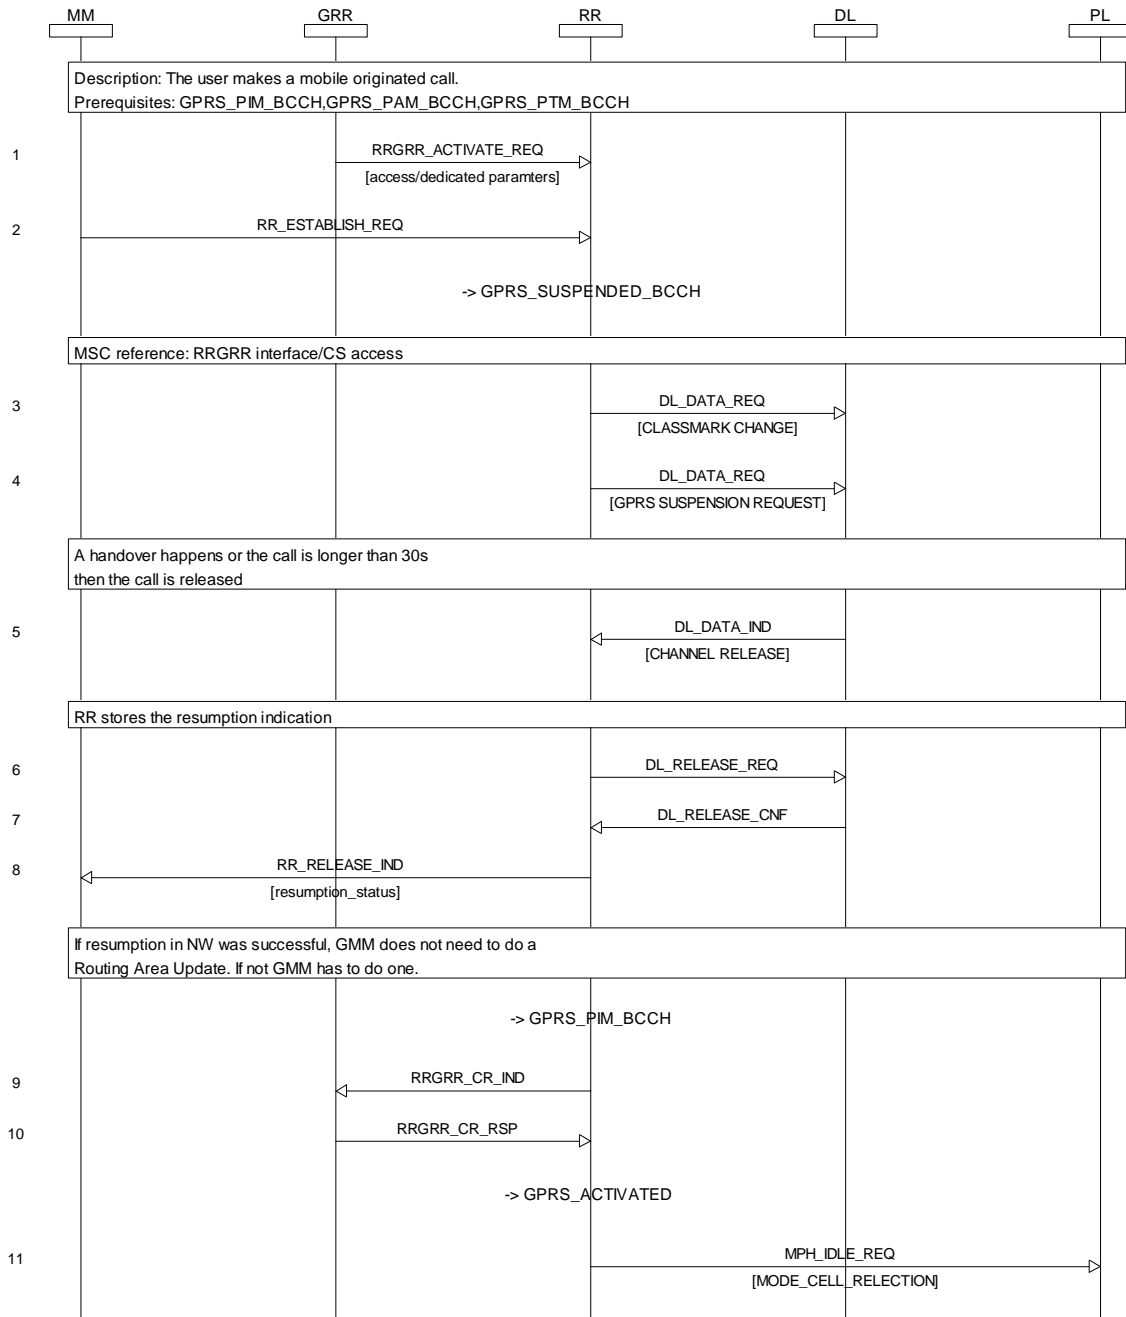 MM GRR RR DL PL
Description: The user makes a mobile originated call.
Prerequisites: GPRS_PIM_BCCH,GPRS_PAM_BCCH,GPRS_PTM_BCCH
1 RRGRR_ACTIVATE_REQ
[access/dedicated paramters]
2 RR_ESTABLISH_REQ
-> GPRS_SUSPENDED_BCCH
MSC reference: RRGRR interface/CS access
3 DL_DATA_REQ
[CLASSMARK CHANGE]
4 DL_DATA_REQ
[GPRS SUSPENSION REQUEST]
A handover happens or the call is longer than 30s
then the call is released
5 DL_DATA_IND
[CHANNEL RELEASE]
RR stores the resumption indication
6 DL_RELEASE_REQ
7 DL_RELEASE_CNF
8 RR_RELEASE_IND
[resumption_status]
If resumption in NW was successful, GMM does not need to do a
Routing Area Update. If not GMM has to do one.
-> GPRS_PIM_BCCH
9 RRGRR_CR_IND
10 RRGRR_CR_RSP
-> GPRS_ACTIVATED
11 MPH_IDLE_REQ
[MODE_CELL_RELECTION]